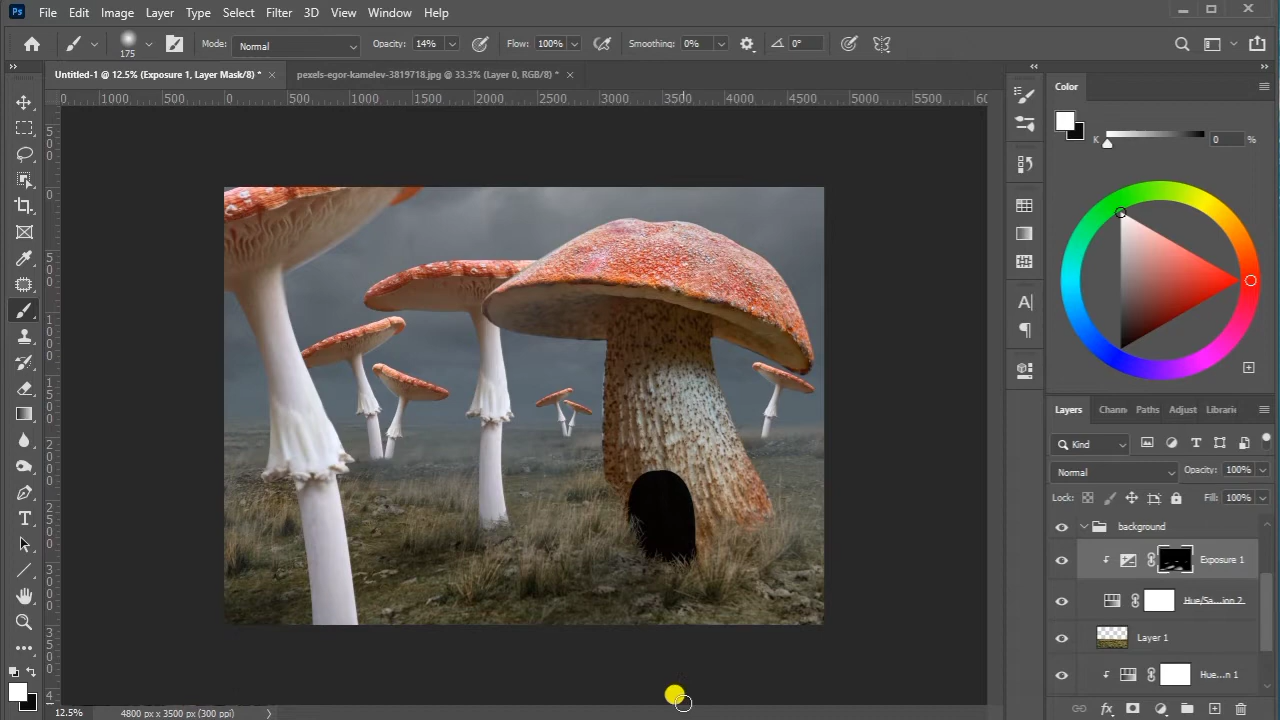 Ps File Edit Image Layer Type Select Filter 3D View Window Help
175 Mode: Normal Opacity: 14% Flow: 100% Smoothing: 0% 0°
Untitled-1 @ 12.5% (Exposure 1, Layer Mask/8) * × pexels-egor-kamelev-3819718.jpg @ 33.3% (Layer 0, RGB/8) * ×
0 1000 500 0 500 1000 1500 2000 2500 3000 3500 4000 4500 5000 5500 60
Color
K 0 %
Layers Chann Paths Adjust Librari
Kind
Normal Opacity: 100%
Lock: Fill: 100%
background
Exposure 1
Hue/Sa...ion 2
Layer 1
Hue...n 1
12.5% 4800 px x 3500 px (300 ppi)